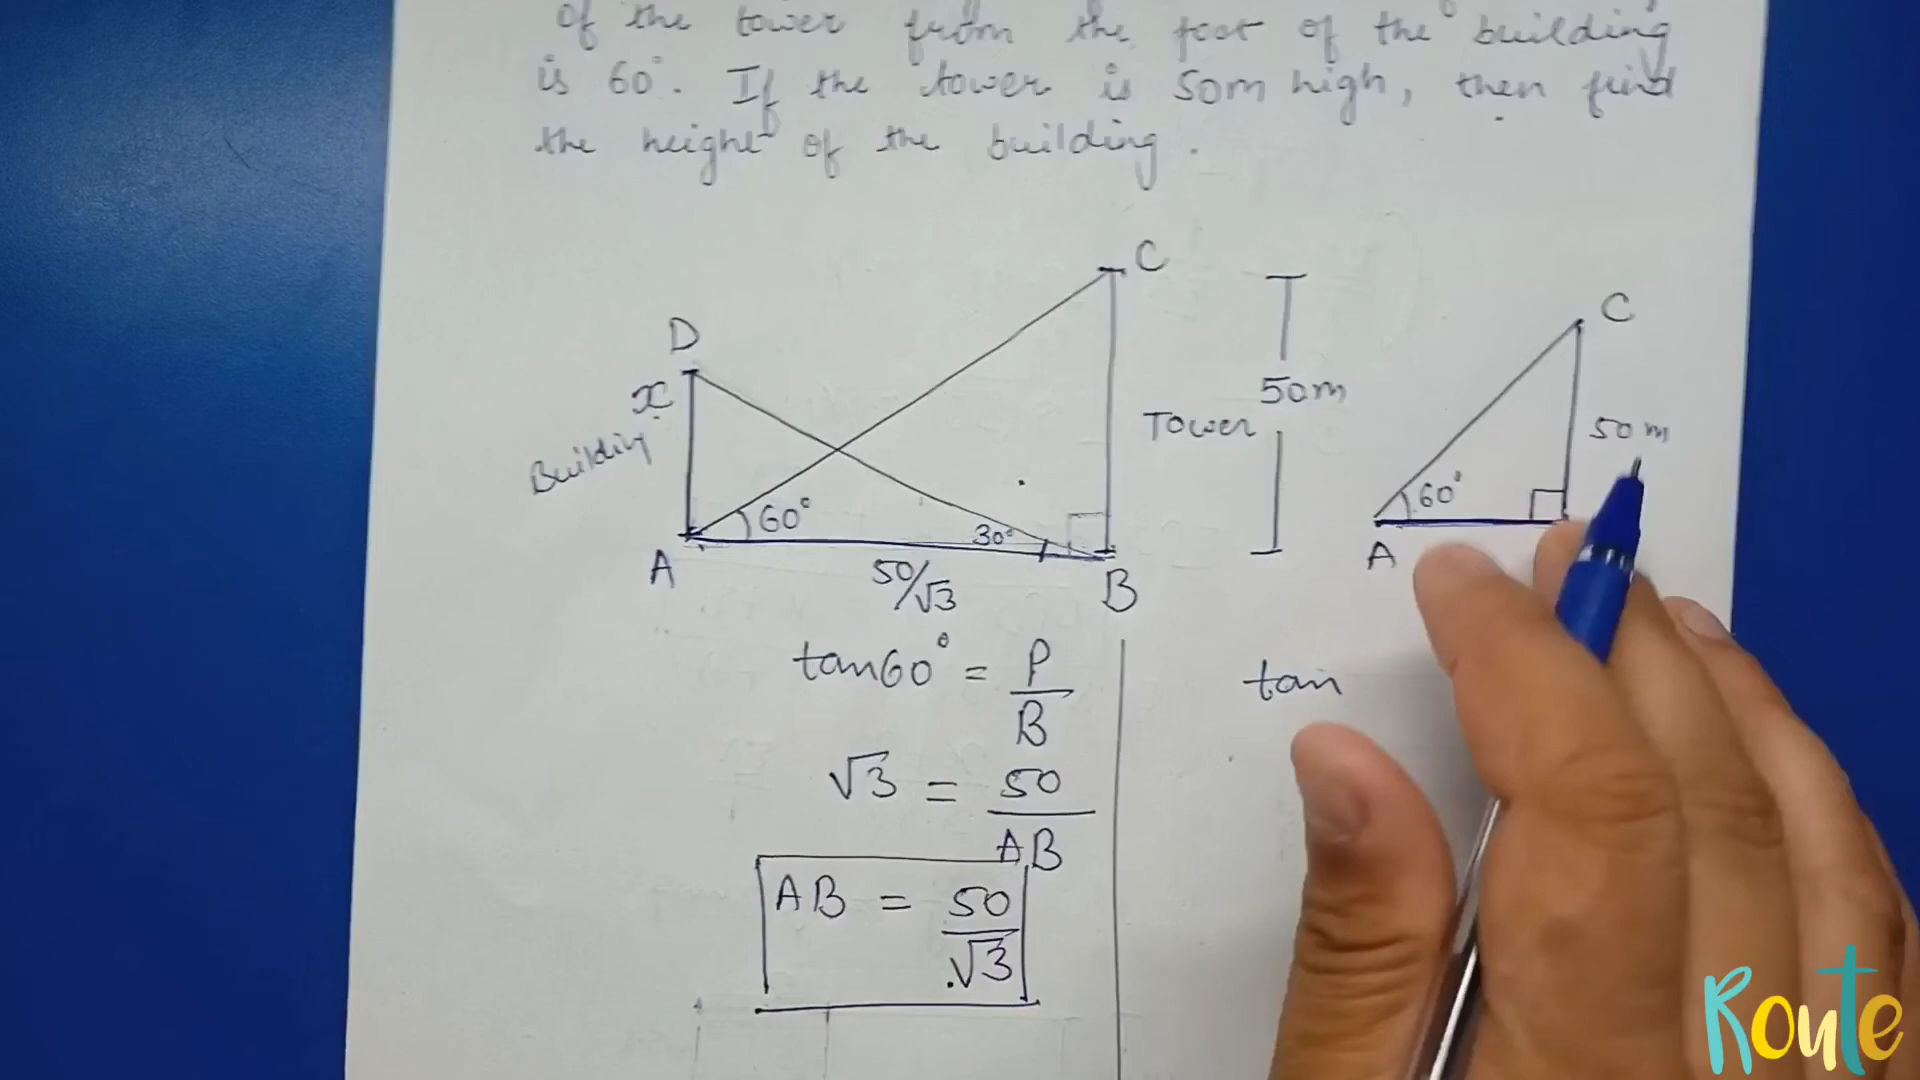 of the tower from the foot of the building
is 60°. If the tower is 50m high, then find
the height of the building.
C
D
x
Building
60°
30°
A
50/√3
B
Tower
50m
C
50m
60°
A
tan60° = P/B
√3 = 50/AB
AB = 50/√3
tan
Route